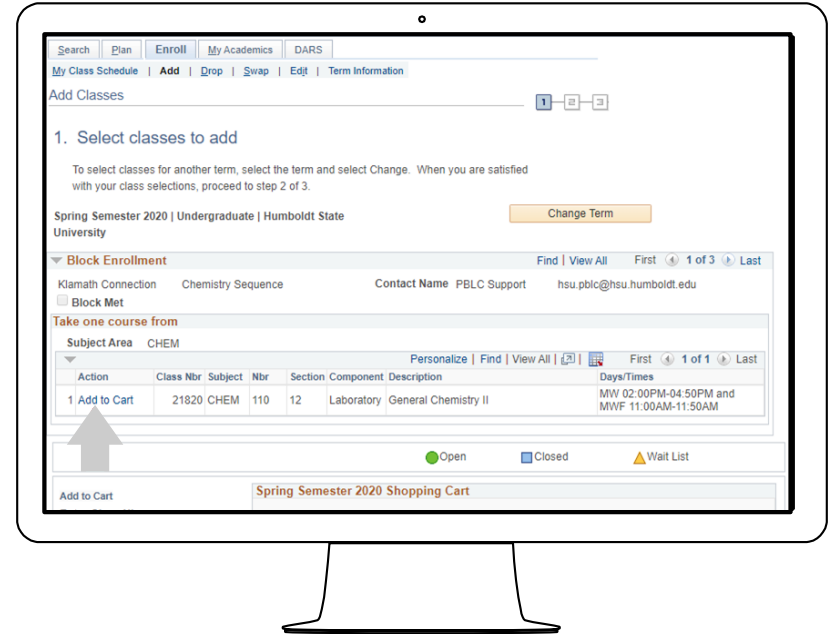 Search Plan Enroll My Academics DARS
My Class Schedule | Add | Drop | Swap | Edit | Term Information
Add Classes
1 2 3
1. Select classes to add
To select classes for another term, select the term and select Change. When you are satisfied
with your class selections, proceed to step 2 of 3.
Spring Semester 2020 | Undergraduate | Humboldt State
University
Change Term
Block Enrollment Find | View All First 1 of 3 Last
Klamath Connection Chemistry Sequence Contact Name PBLC Support hsu.pblc@hsu.humboldt.edu
Block Met
Take one course from
Subject Area CHEM
Personalize | Find | View All | | First 1 of 1 Last
Action Class Nbr Subject Nbr Section Component Description Days/Times
1 Add to Cart 21820 CHEM 110 12 Laboratory General Chemistry II MW 02:00PM-04:50PM and
MWF 11:00AM-11:50AM
Open Closed Wait List
Add to Cart
Spring Semester 2020 Shopping Cart